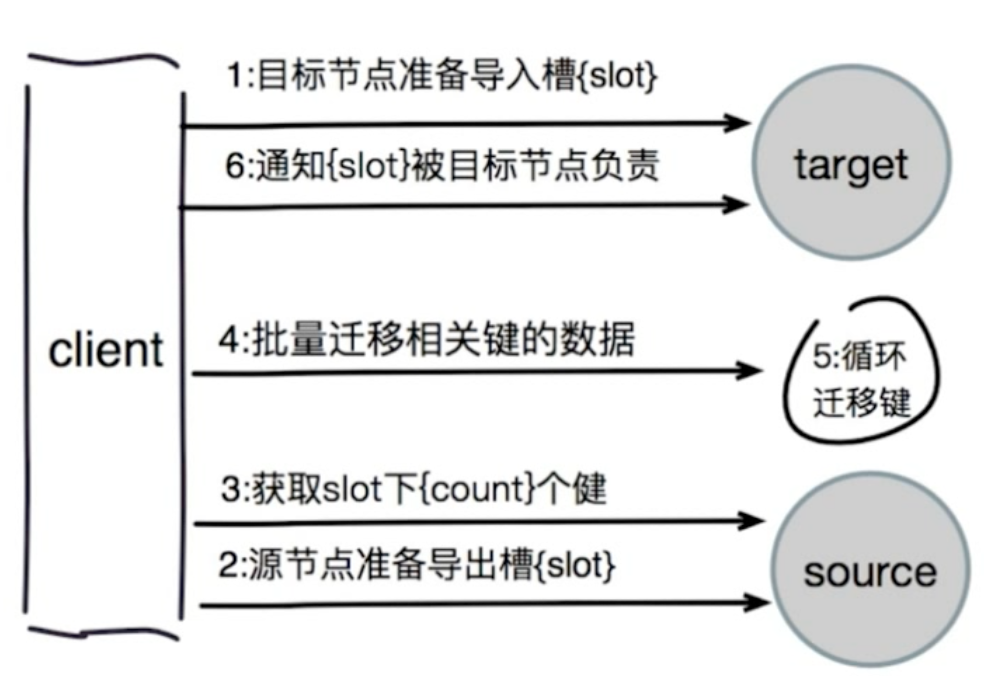 1:目标节点准备导入槽{slot}
6:通知{slot}被目标节点负责
target
client
4:批量迁移相关键的数据
5:循环
迁移键
3:获取slot下{count}个健
2:源节点准备导出槽{slot}
source